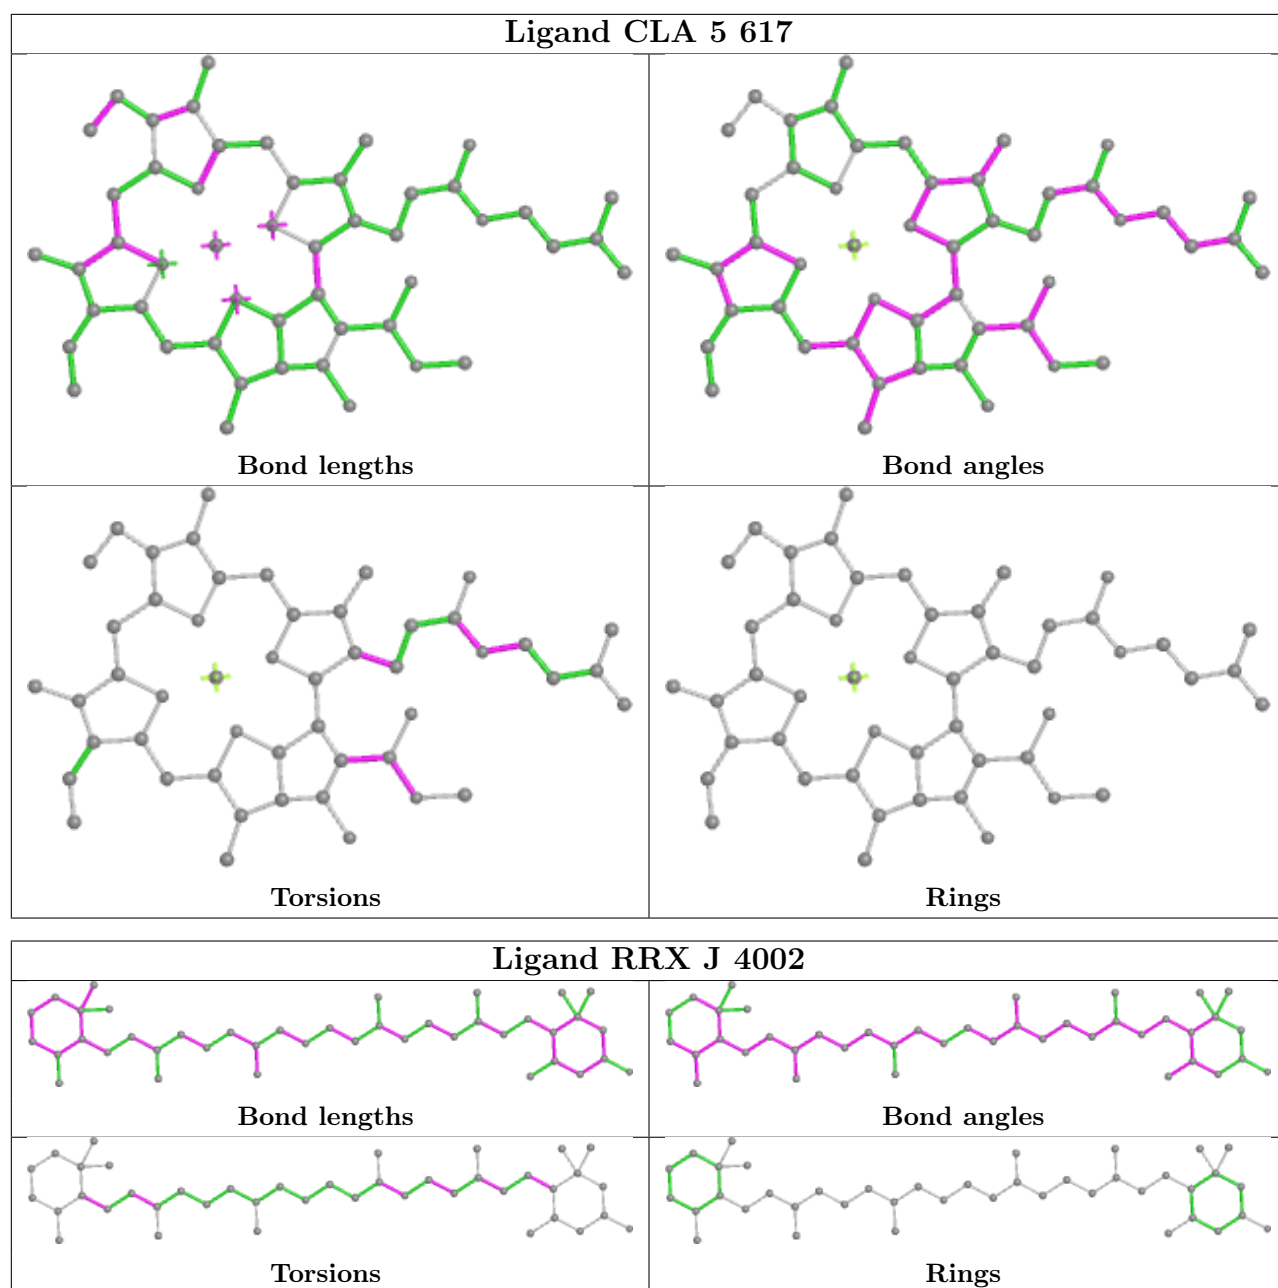 Ligand CLA 5 617
Bond lengths
Bond angles
Torsions
Rings
Ligand RRX J 4002
Bond lengths
Bond angles
Torsions
Rings